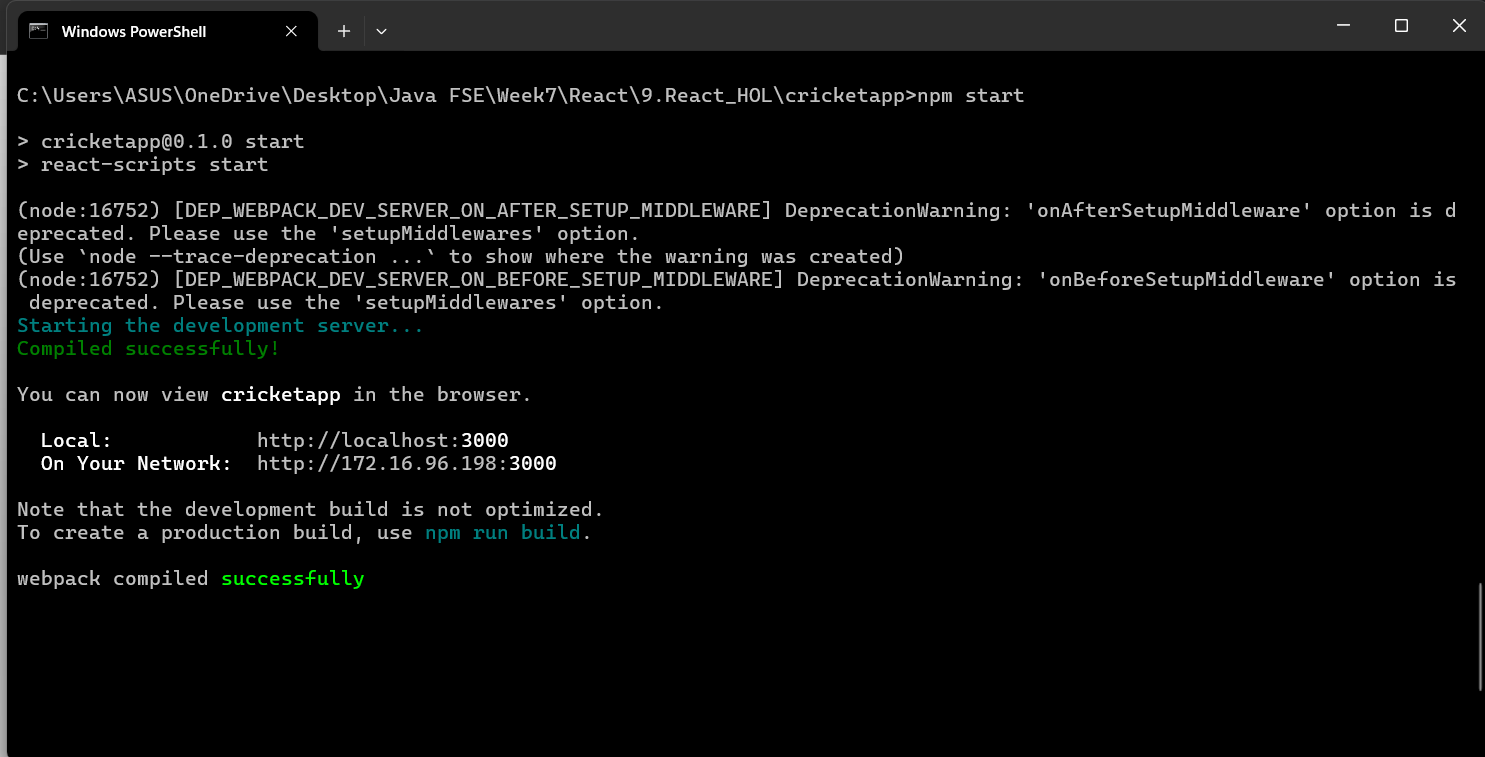 Windows PowerShell
C:\Users\ASUS\OneDrive\Desktop\Java FSE\Week7\React\9.React_HOL\cricketapp>npm start
> cricketapp@0.1.0 start
> react-scripts start
(node:16752) [DEP_WEBPACK_DEV_SERVER_ON_AFTER_SETUP_MIDDLEWARE] DeprecationWarning: 'onAfterSetupMiddleware' option is d
eprecated. Please use the 'setupMiddlewares' option.
(Use `node --trace-deprecation ...` to show where the warning was created)
(node:16752) [DEP_WEBPACK_DEV_SERVER_ON_BEFORE_SETUP_MIDDLEWARE] DeprecationWarning: 'onBeforeSetupMiddleware' option is
 deprecated. Please use the 'setupMiddlewares' option.
Starting the development server...
Compiled successfully!
You can now view cricketapp in the browser.
  Local:            http://localhost:3000
  On Your Network:  http://172.16.96.198:3000
Note that the development build is not optimized.
To create a production build, use npm run build.
webpack compiled successfully